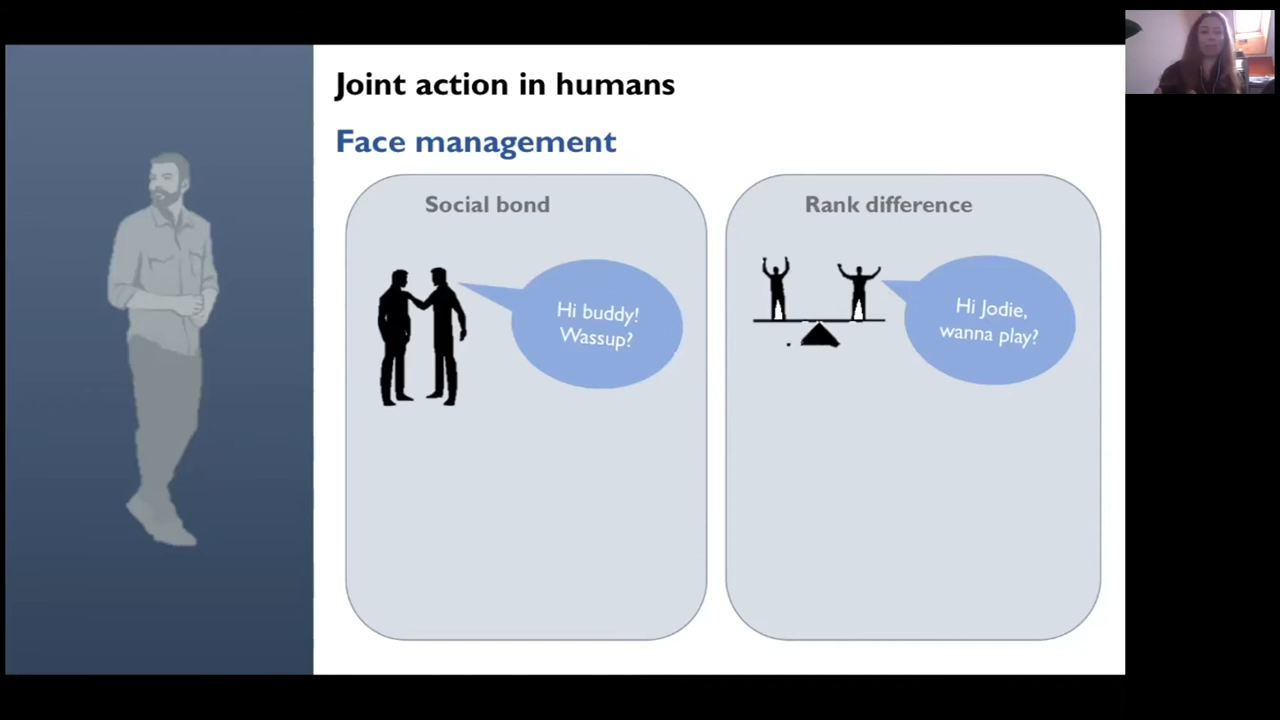 Joint action in humans
Face management
Social bond
Hi buddy!
Wassup?
Rank difference
Hi Jodie,
wanna play?